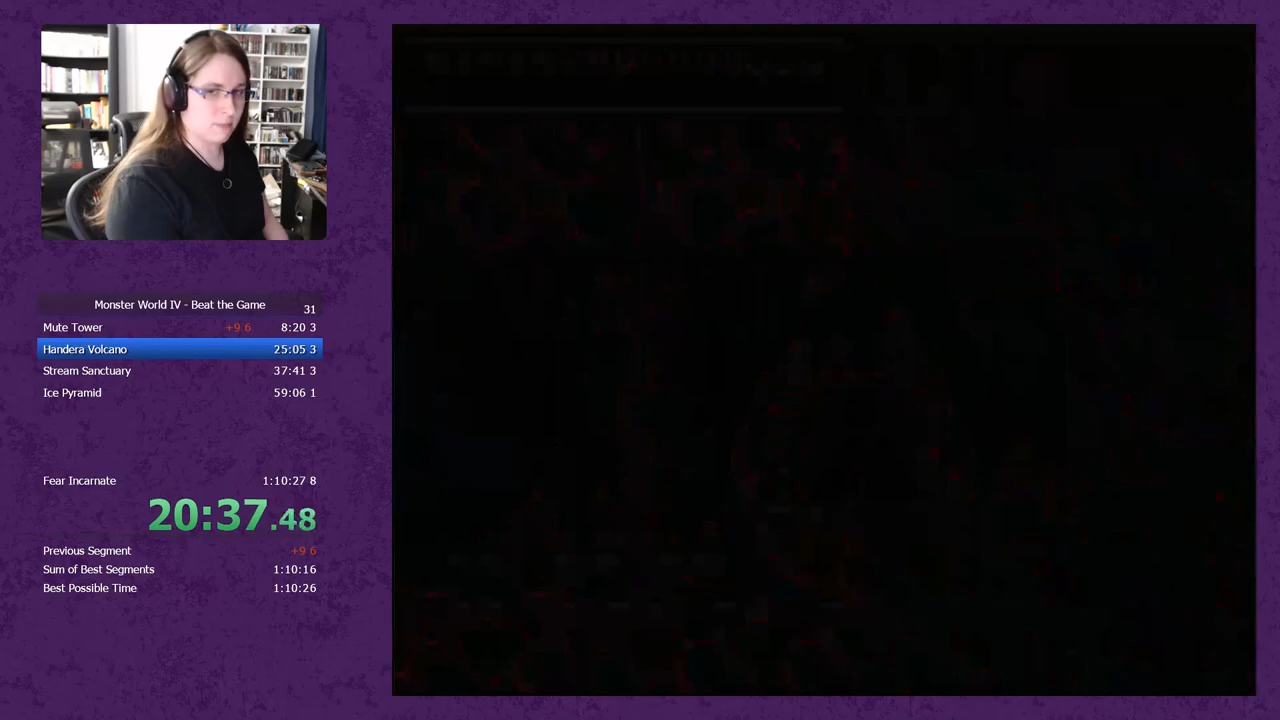 Monster World IV - Beat the Game
31
Mute Tower +9 6 8:20 3
Handera Volcano 25:05 3
Stream Sanctuary 37:41 3
Ice Pyramid 59:06 1
Fear Incarnate 1:10:27 8
20:37.48
Previous Segment +9 6
Sum of Best Segments 1:10:16
Best Possible Time 1:10:26